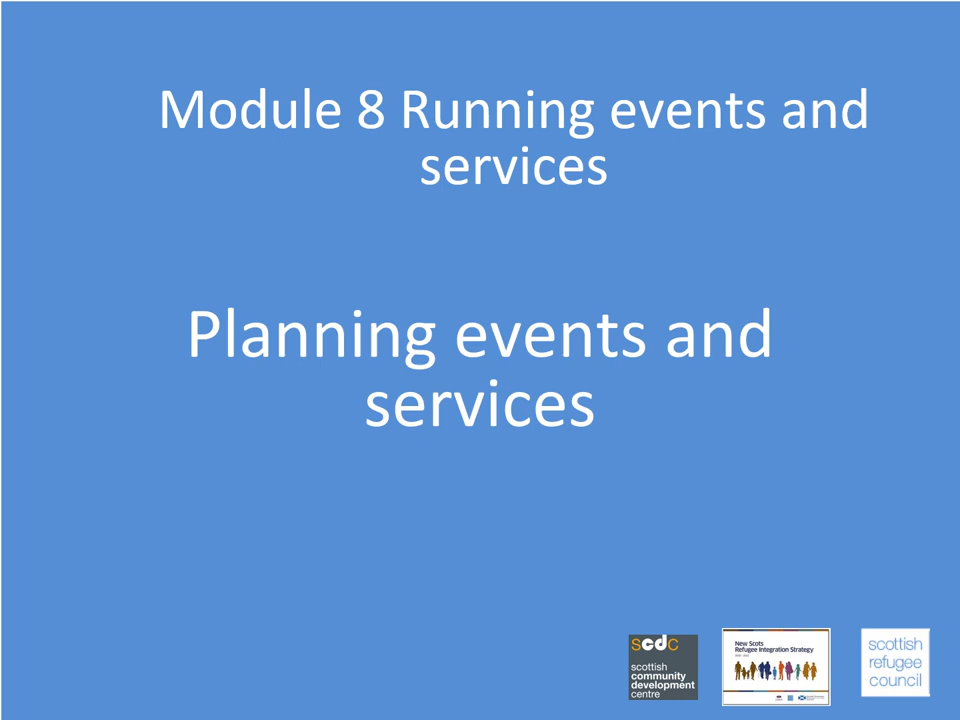 Module 8 Running events and
services
Planning events and
services
scdc
scottish
community
development
centre
New Scots
Refugee Integration Strategy
scottish
refugee
council